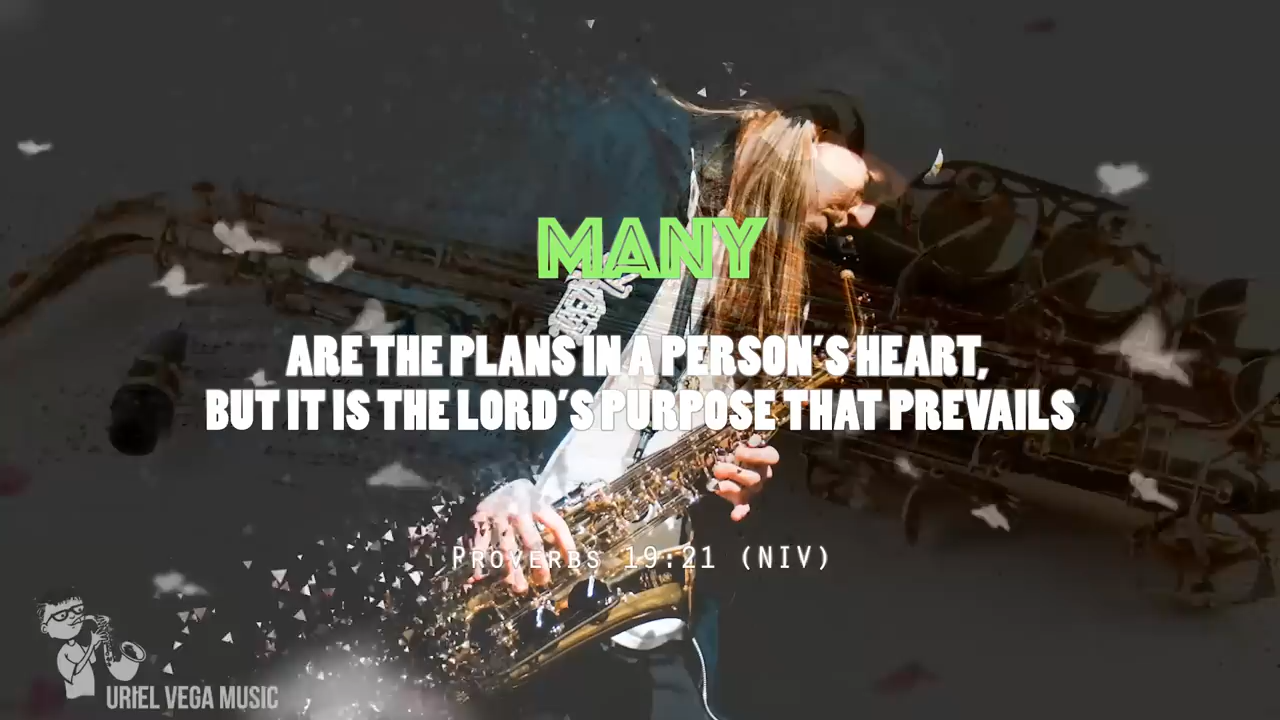 MANY
ARE THE PLANS IN A PERSON'S HEART,
BUT IT IS THE LORD'S PURPOSE THAT PREVAILS
PROVERBS 19:21 (NIV)
URIEL VEGA MUSIC